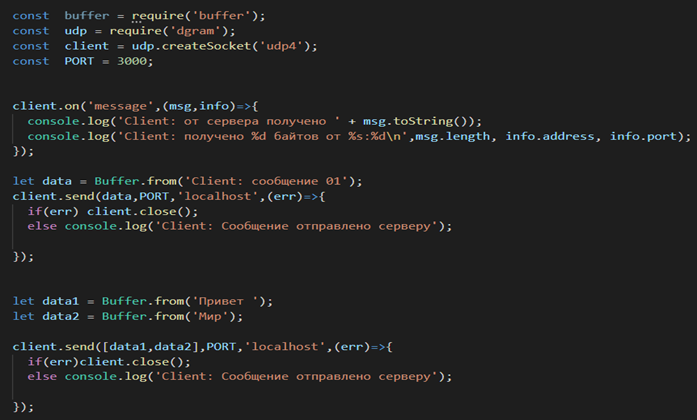 const  buffer = require('buffer');
const  udp = require('dgram');
const  client = udp.createSocket('udp4');
const  PORT = 3000;
client.on('message',(msg,info)=>{
  console.log('Client: от сервера получено ' + msg.toString());
  console.log('Client: получено %d байтов от %s:%d\n',msg.length, info.address, info.port);
});
let data = Buffer.from('Client: сообщение 01');
client.send(data,PORT,'localhost',(err)=>{
  if(err) client.close();
  else console.log('Client: Сообщение отправлено серверу');
});
let data1 = Buffer.from('Привет ');
let data2 = Buffer.from('Мир');
client.send([data1,data2],PORT,'localhost',(err)=>{
  if(err)client.close();
  else console.log('Client: Сообщение отправлено серверу');
});